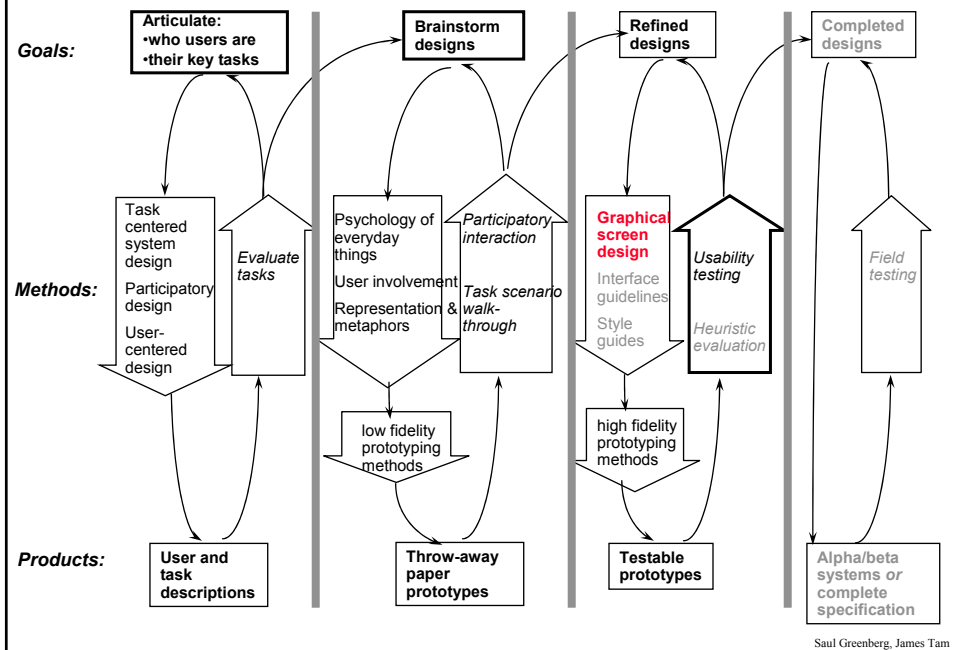 Goals:
Articulate:
•who users are
•their key tasks
Brainstorm
designs
Refined
designs
Completed
designs
Methods:
Task
centered
system
design
Participatory
design
User-
centered
design
Evaluate
tasks
Psychology of
everyday
things
User involvement
Representation &
metaphors
low fidelity
prototyping
methods
Participatory
interaction
Task scenario
walk-
through
Graphical
screen
design
Interface
guidelines
Style
guides
high fidelity
prototyping
methods
Usability
testing
Heuristic
evaluation
Field
testing
Products:
User and
task
descriptions
Throw-away
paper
prototypes
Testable
prototypes
Alpha/beta
systems or
complete
specification
Saul Greenberg, James Tam